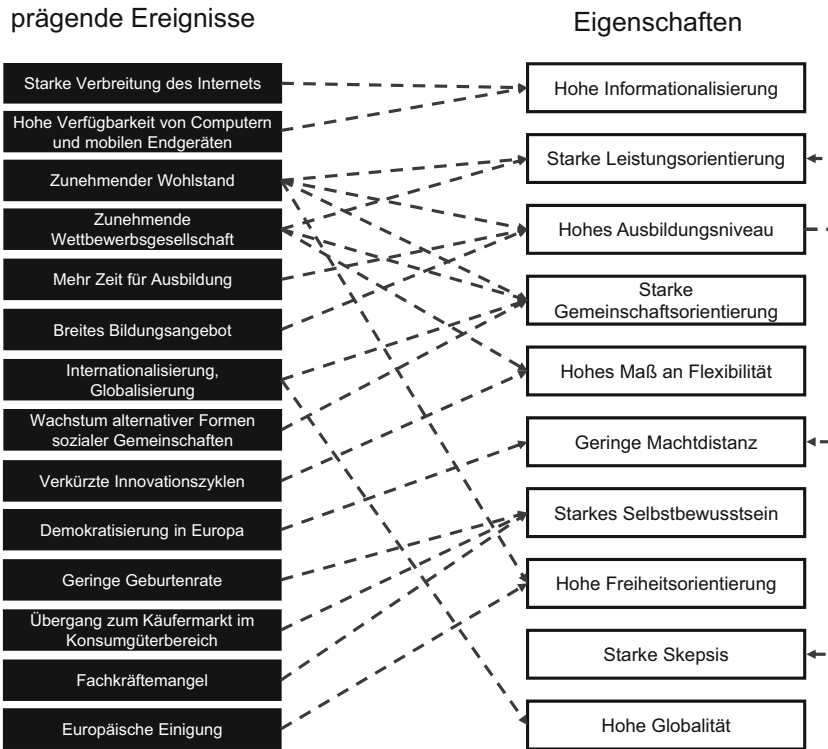 prägende Ereignisse
Starke Verbreitung des Internets
Hohe Verfügbarkeit von Computern
und mobilen Endgeräten
Zunehmender Wohlstand
Zunehmende
Wettbewerbsgesellschaft
Mehr Zeit für Ausbildung
Breites Bildungsangebot
Internationalisierung,
Globalisierung
Wachstum alternativer Formen
sozialer Gemeinschaften
Verkürzte Innovationszyklen
Demokratisierung in Europa
Geringe Geburtenrate
Übergang zum Käufermarkt im
Konsumgüterbereich
Fachkräftemangel
Europäische Einigung
Eigenschaften
Hohe Informationalisierung
Starke Leistungsorientierung
Hohes Ausbildungsniveau
Starke
Gemeinschaftsorientierung
Hohes Maß an Flexibilität
Geringe Machtdistanz
Starkes Selbstbewusstsein
Hohe Freiheitsorientierung
Starke Skepsis
Hohe Globalität